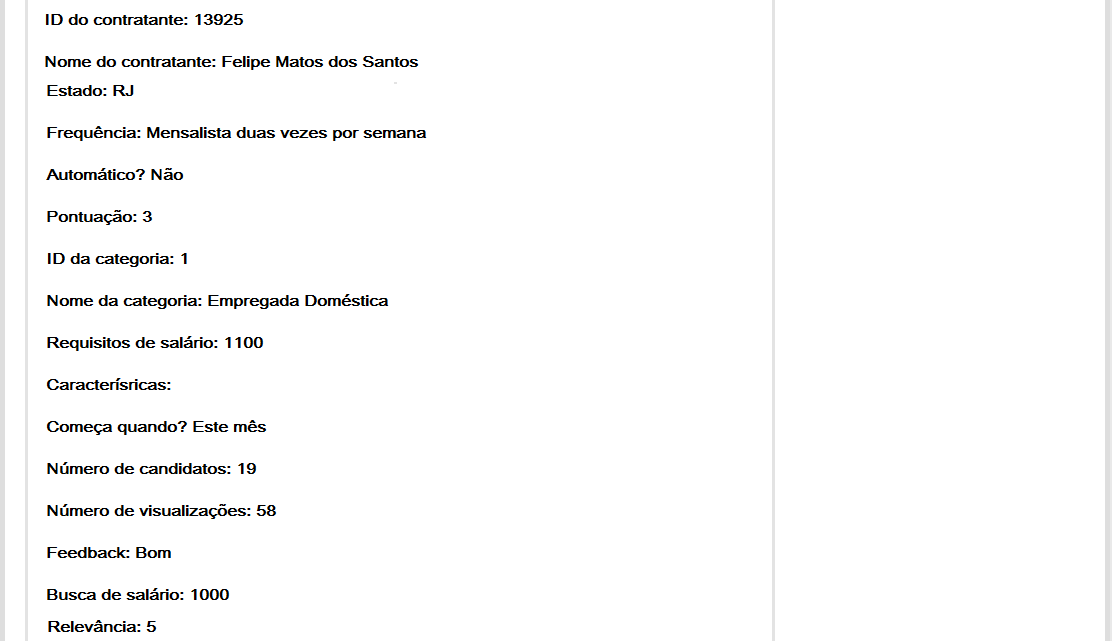 ID do contratante: 13925
Nome do contratante: Felipe Matos dos Santos
Estado: RJ
Frequência: Mensalista duas vezes por semana
Automático? Não
Pontuação: 3
ID da categoria: 1
Nome da categoria: Empregada Doméstica
Requisitos de salário: 1100
Caracterísricas:
Começa quando? Este mês
Número de candidatos: 19
Número de visualizações: 58
Feedback: Bom
Busca de salário: 1000
Relevância: 5